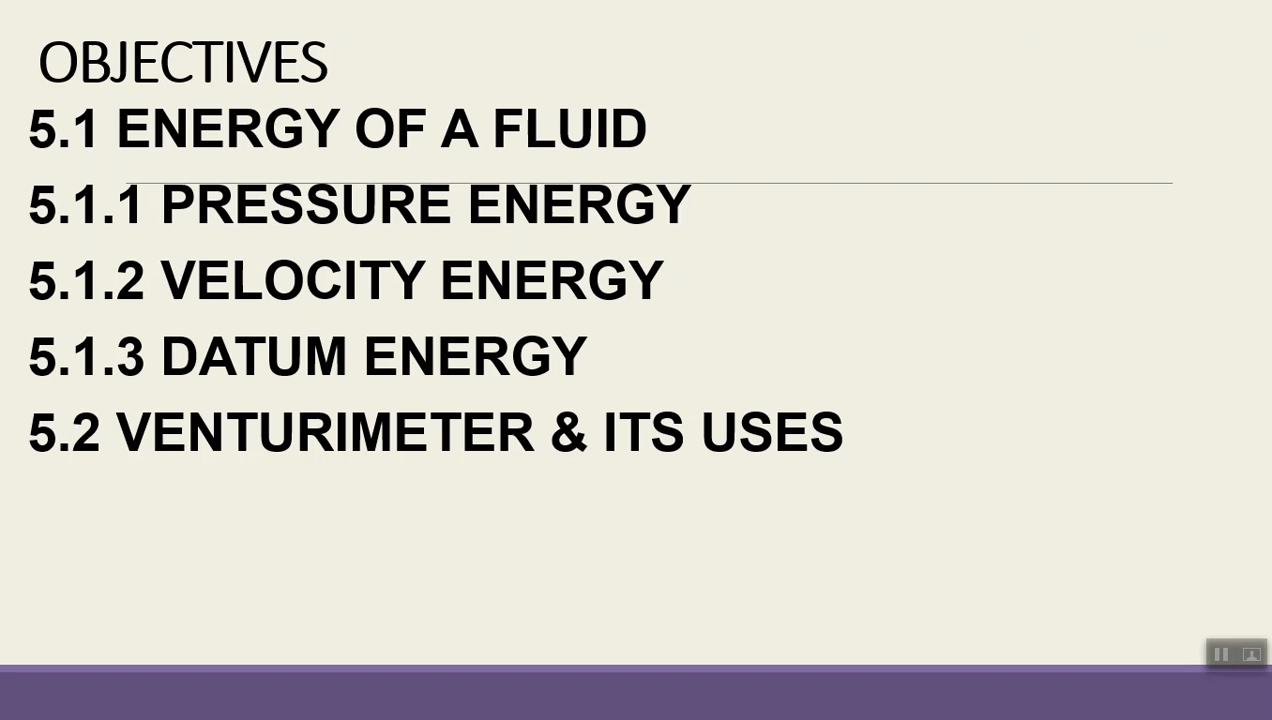 OBJECTIVES
5.1 ENERGY OF A FLUID
5.1.1 PRESSURE ENERGY
5.1.2 VELOCITY ENERGY
5.1.3 DATUM ENERGY
5.2 VENTURIMETER & ITS USES